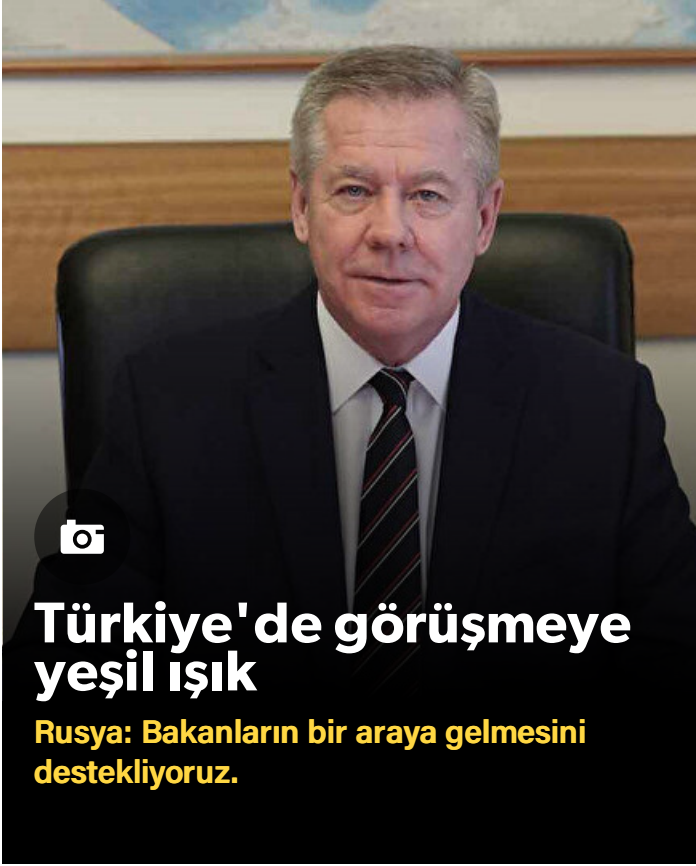 Türkiye'de görüşmeye
yeşil ışık
Rusya: Bakanların bir araya gelmesini
destekliyoruz.